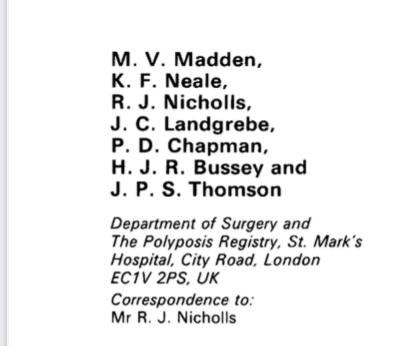 M. V. Madden,
K. F. Neale,
R. J. Nicholls,
J. C. Landgrebe,
P. D. Chapman,
H. J. R. Bussey and
J. P. S. Thomson
Department of Surgery and
The Polyposis Registry, St. Mark's
Hospital, City Road, London
EC1V 2PS, UK
Correspondence to:
Mr R. J. Nicholls